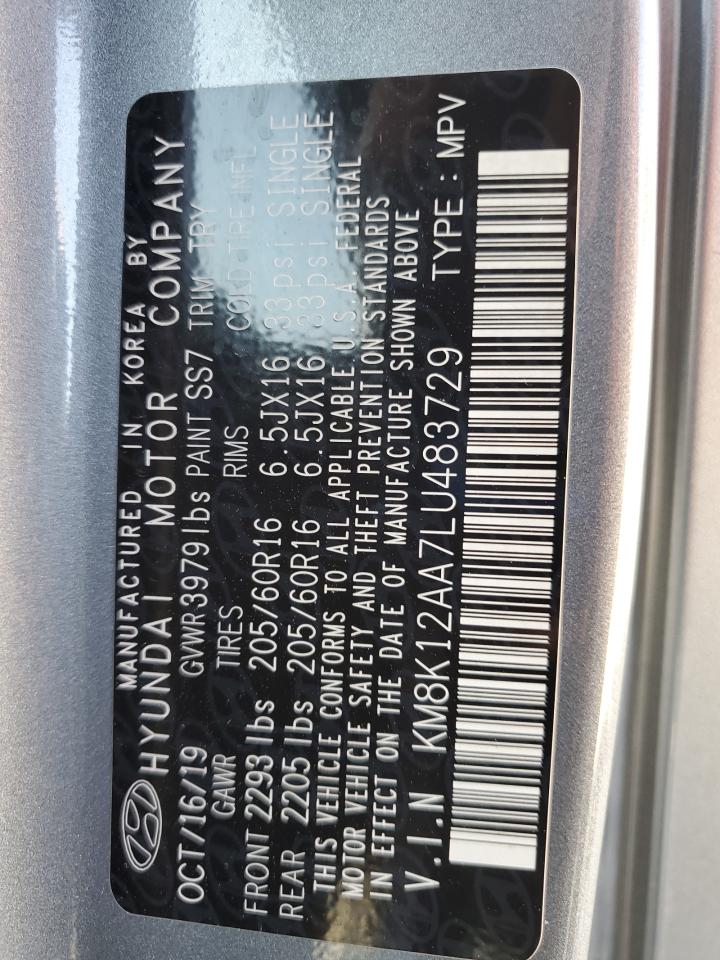 MANUFACTURED IN KOREA BY
HYUNDAI MOTOR COMPANY
OCT/16/19 GVWR 3979lbs PAINT SS7 TRIM TRY
GAWR TIRES RIMS COLD TIRE INFL
FRONT 2293 lbs 205/60R16 6.5JX16 33psi SINGLE
REAR 2205 lbs 205/60R16 6.5JX16 33psi SINGLE
THIS VEHICLE CONFORMS TO ALL APPLICABLE U.S.A FEDERAL
MOTOR VEHICLE SAFETY AND THEFT PREVENTION STANDARDS
IN EFFECT ON THE DATE OF MANUFACTURE SHOWN ABOVE
V.I.N KM8K12AA7LU483729 TYPE : MPV